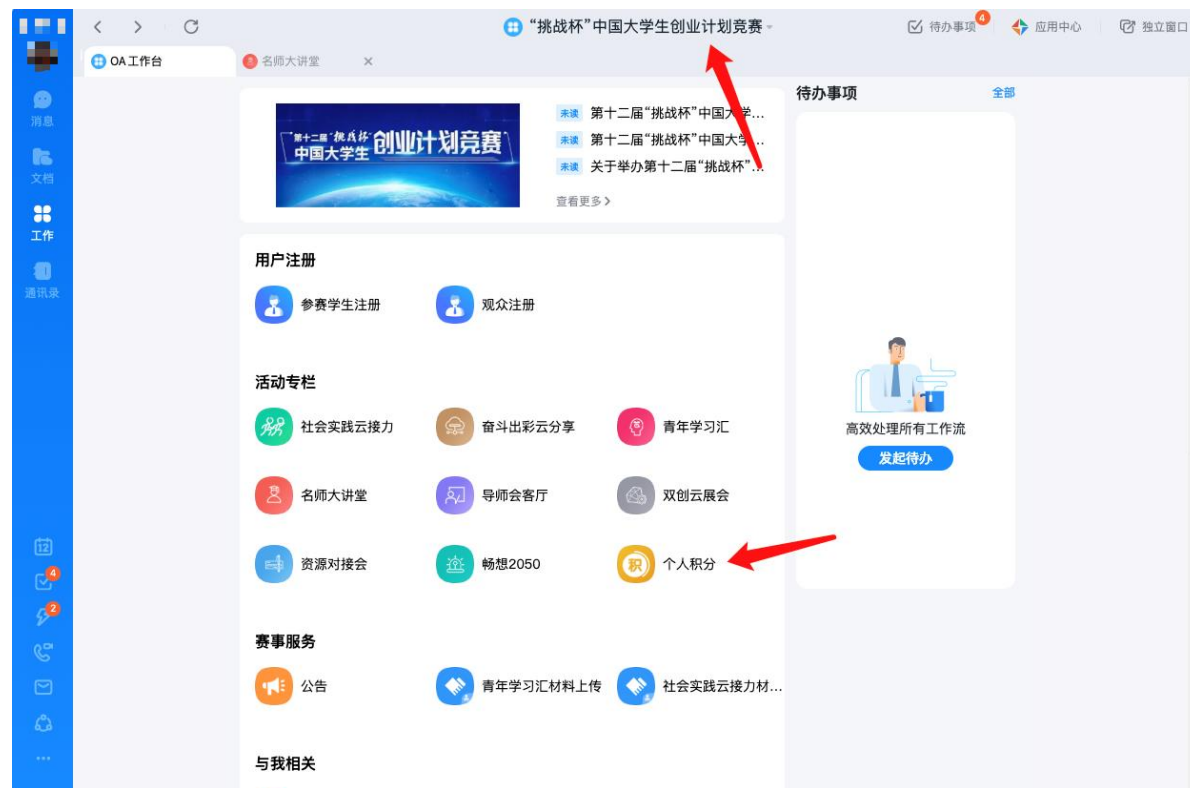 “挑战杯”中国大学生创业计划竞赛
待办事项 4
应用中心
独立窗口
OA 工作台
名师大讲堂
消息
文档
工作
通讯录
12
4
2
第十二届“挑战杯”
中国大学生 创业计划竞赛
未读 第十二届“挑战杯”中国大学...
未读 第十二届“挑战杯”中国大学...
未读 关于举办第十二届“挑战杯”...
查看更多
待办事项 全部
高效处理所有工作流
发起待办
用户注册
参赛学生注册 观众注册
活动专栏
社会实践云接力 奋斗出彩云分享 青年学习汇
名师大讲堂 导师会客厅 双创云展会
资源对接会 畅想2050 积 个人积分
赛事服务
公告 青年学习汇材料上传 社会实践云接力材...
与我相关